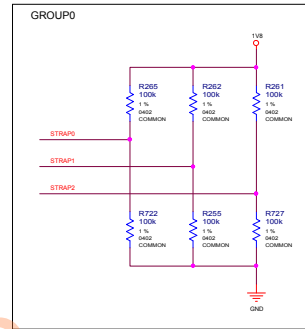 GROUP0
1V8
R265
100k
1 %
0402
COMMON
R262
100k
1 %
0402
COMMON
R261
100k
1 %
0402
COMMON
STRAP0
STRAP1
STRAP2
R722
100k
1 %
0402
COMMON
R255
100k
1 %
0402
COMMON
R727
100k
1 %
0402
COMMON
GND